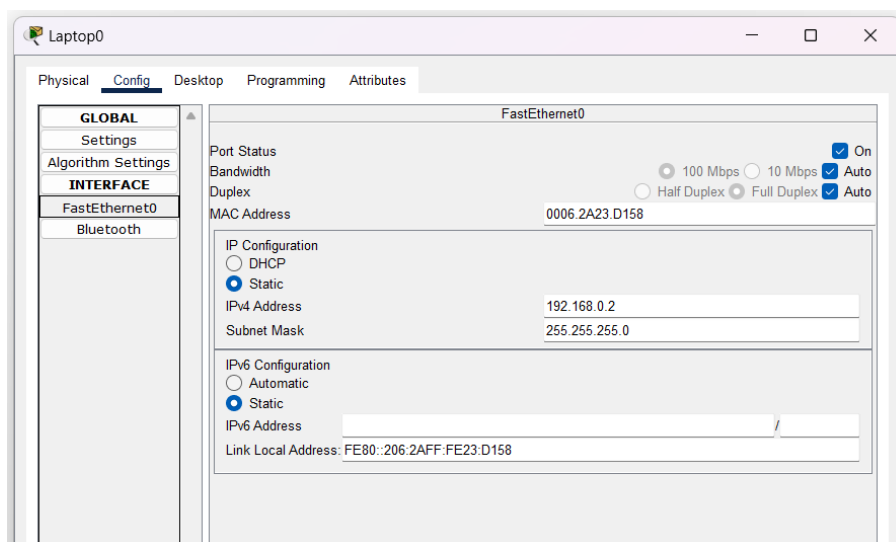 Laptop0
Physical Config Desktop Programming Attributes
GLOBAL
Settings
Algorithm Settings
INTERFACE
FastEthernet0
Bluetooth
FastEthernet0
Port Status On
Bandwidth 100 Mbps 10 Mbps Auto
Duplex Half Duplex Full Duplex Auto
MAC Address 0006.2A23.D158
IP Configuration
DHCP
Static
IPv4 Address 192.168.0.2
Subnet Mask 255.255.255.0
IPv6 Configuration
Automatic
Static
IPv6 Address /
Link Local Address: FE80::206:2AFF:FE23:D158